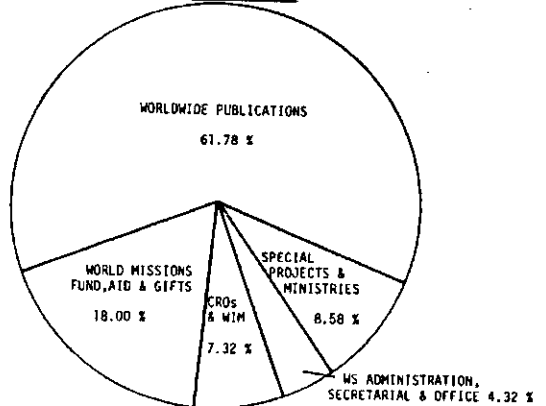 WORLDWIDE PUBLICATIONS
61.78 %
WORLD MISSIONS
FUND,AID & GIFTS
18.00 %
CROs
& WIM
7.32 %
SPECIAL
PROJECTS &
MINISTRIES
8.58 %
WS ADMINISTRATION,
SECRETARIAL & OFFICE 4.32 %